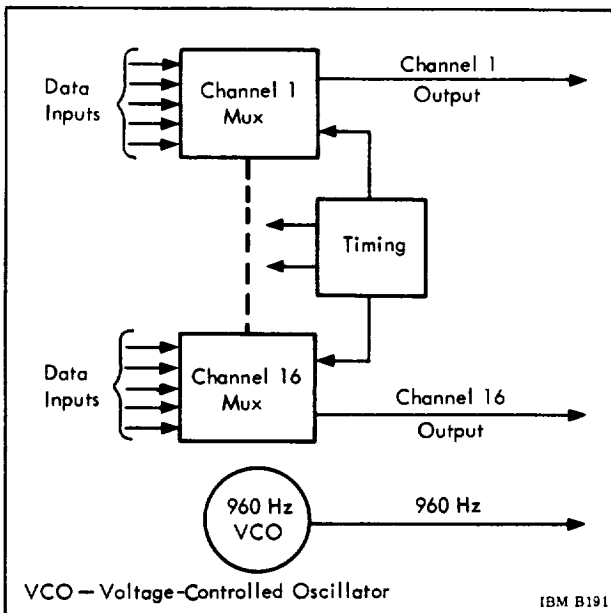 Data
Inputs
Channel 1
Mux
Channel 1
Output
Timing
Data
Inputs
Channel 16
Mux
Channel 16
Output
960 Hz
VCO
960 Hz
VCO — Voltage-Controlled Oscillator
IBM B191